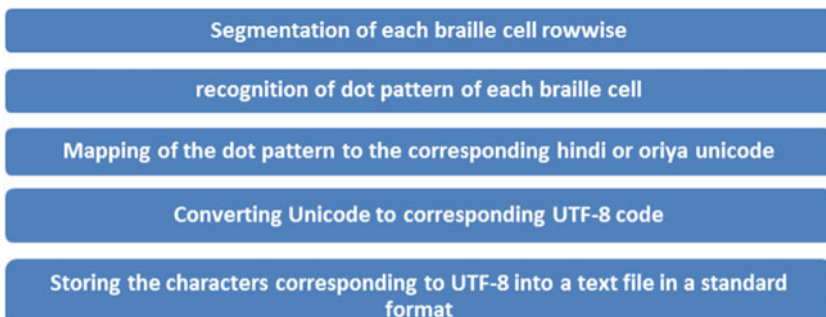 Segmentation of each braille cell rowwise
recognition of dot pattern of each braille cell
Mapping of the dot pattern to the corresponding hindi or oriya unicode
Converting Unicode to corresponding UTF-8 code
Storing the characters corresponding to UTF-8 into a text file in a standard
format